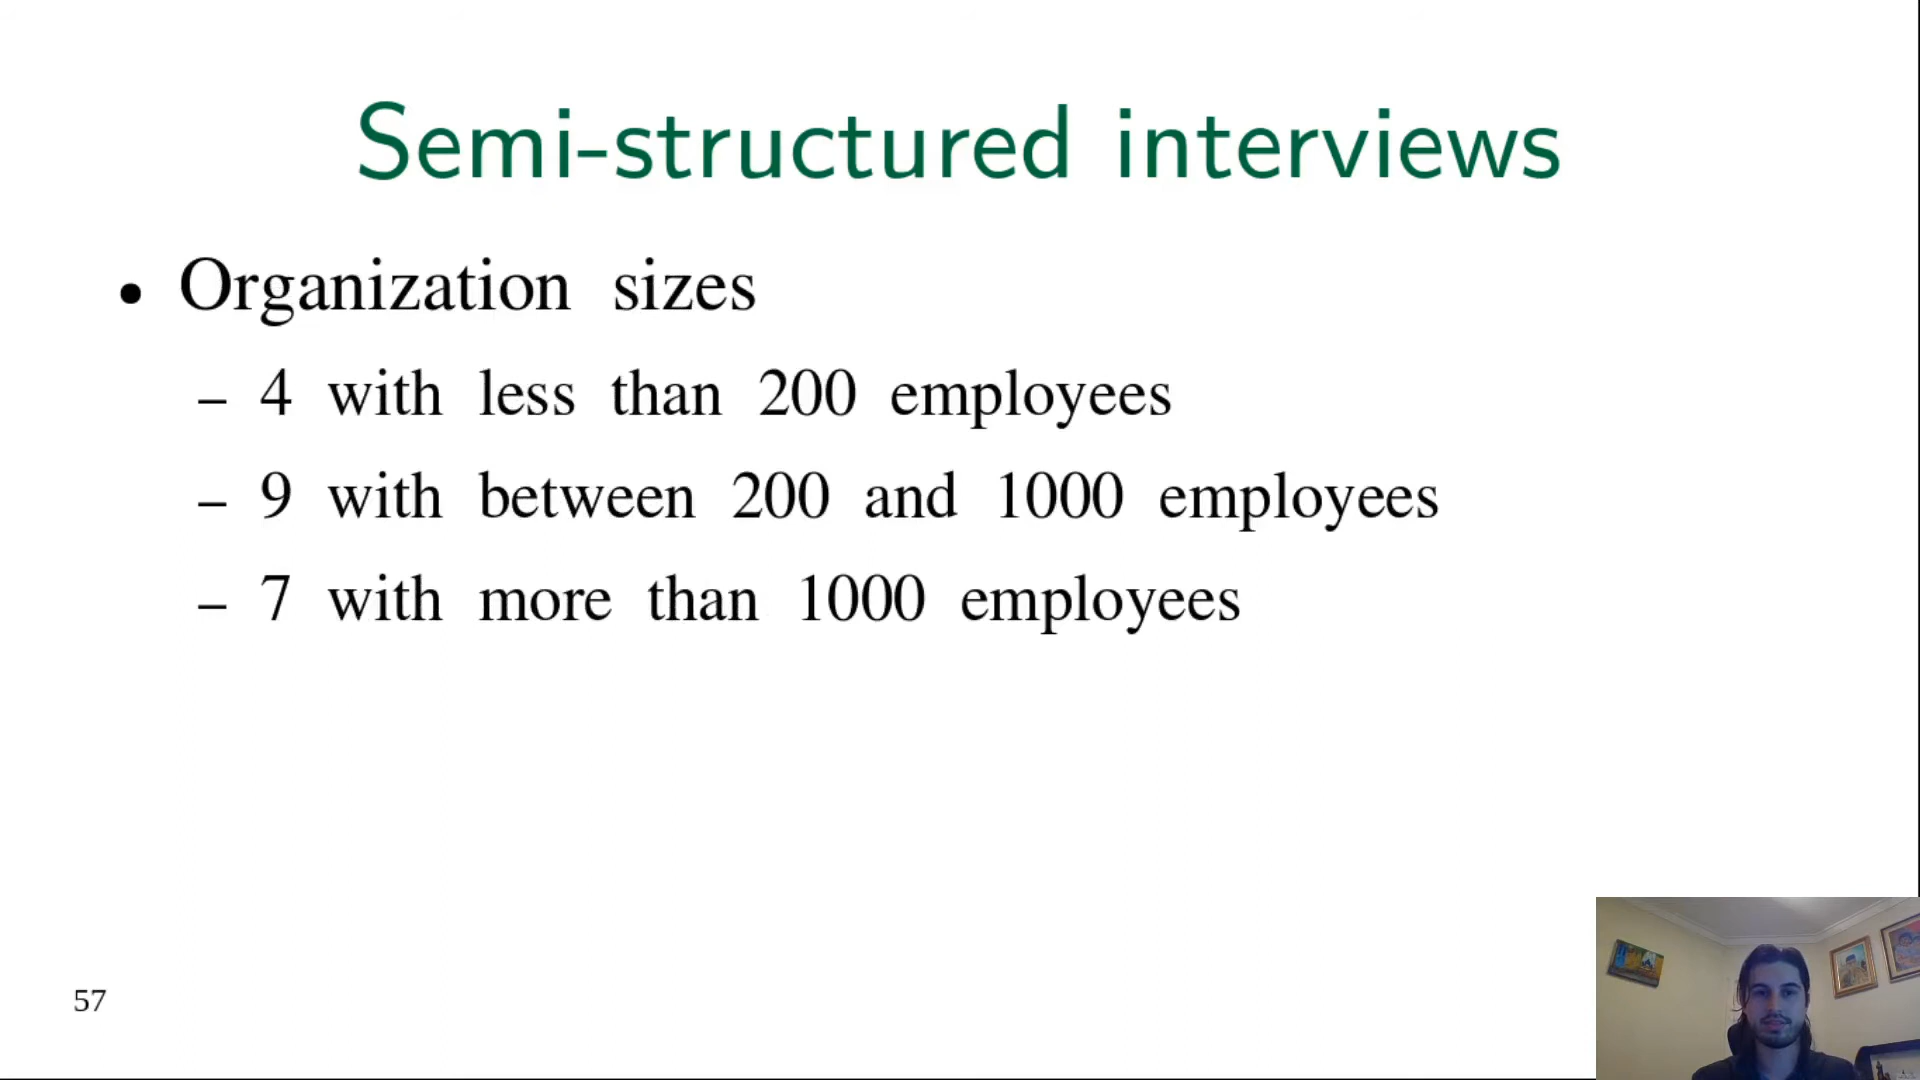 Semi-structured interviews
• Organization sizes
– 4 with less than 200 employees
– 9 with between 200 and 1000 employees
– 7 with more than 1000 employees
57